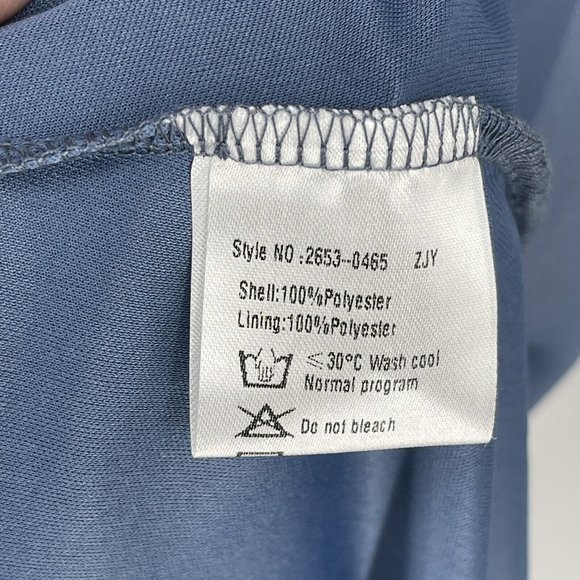 Style NO :2653--0465 ZJY
Shell:100%Polyester
Lining:100%Polyester
≤30°C Wash cool
Normal program
Do not bleach